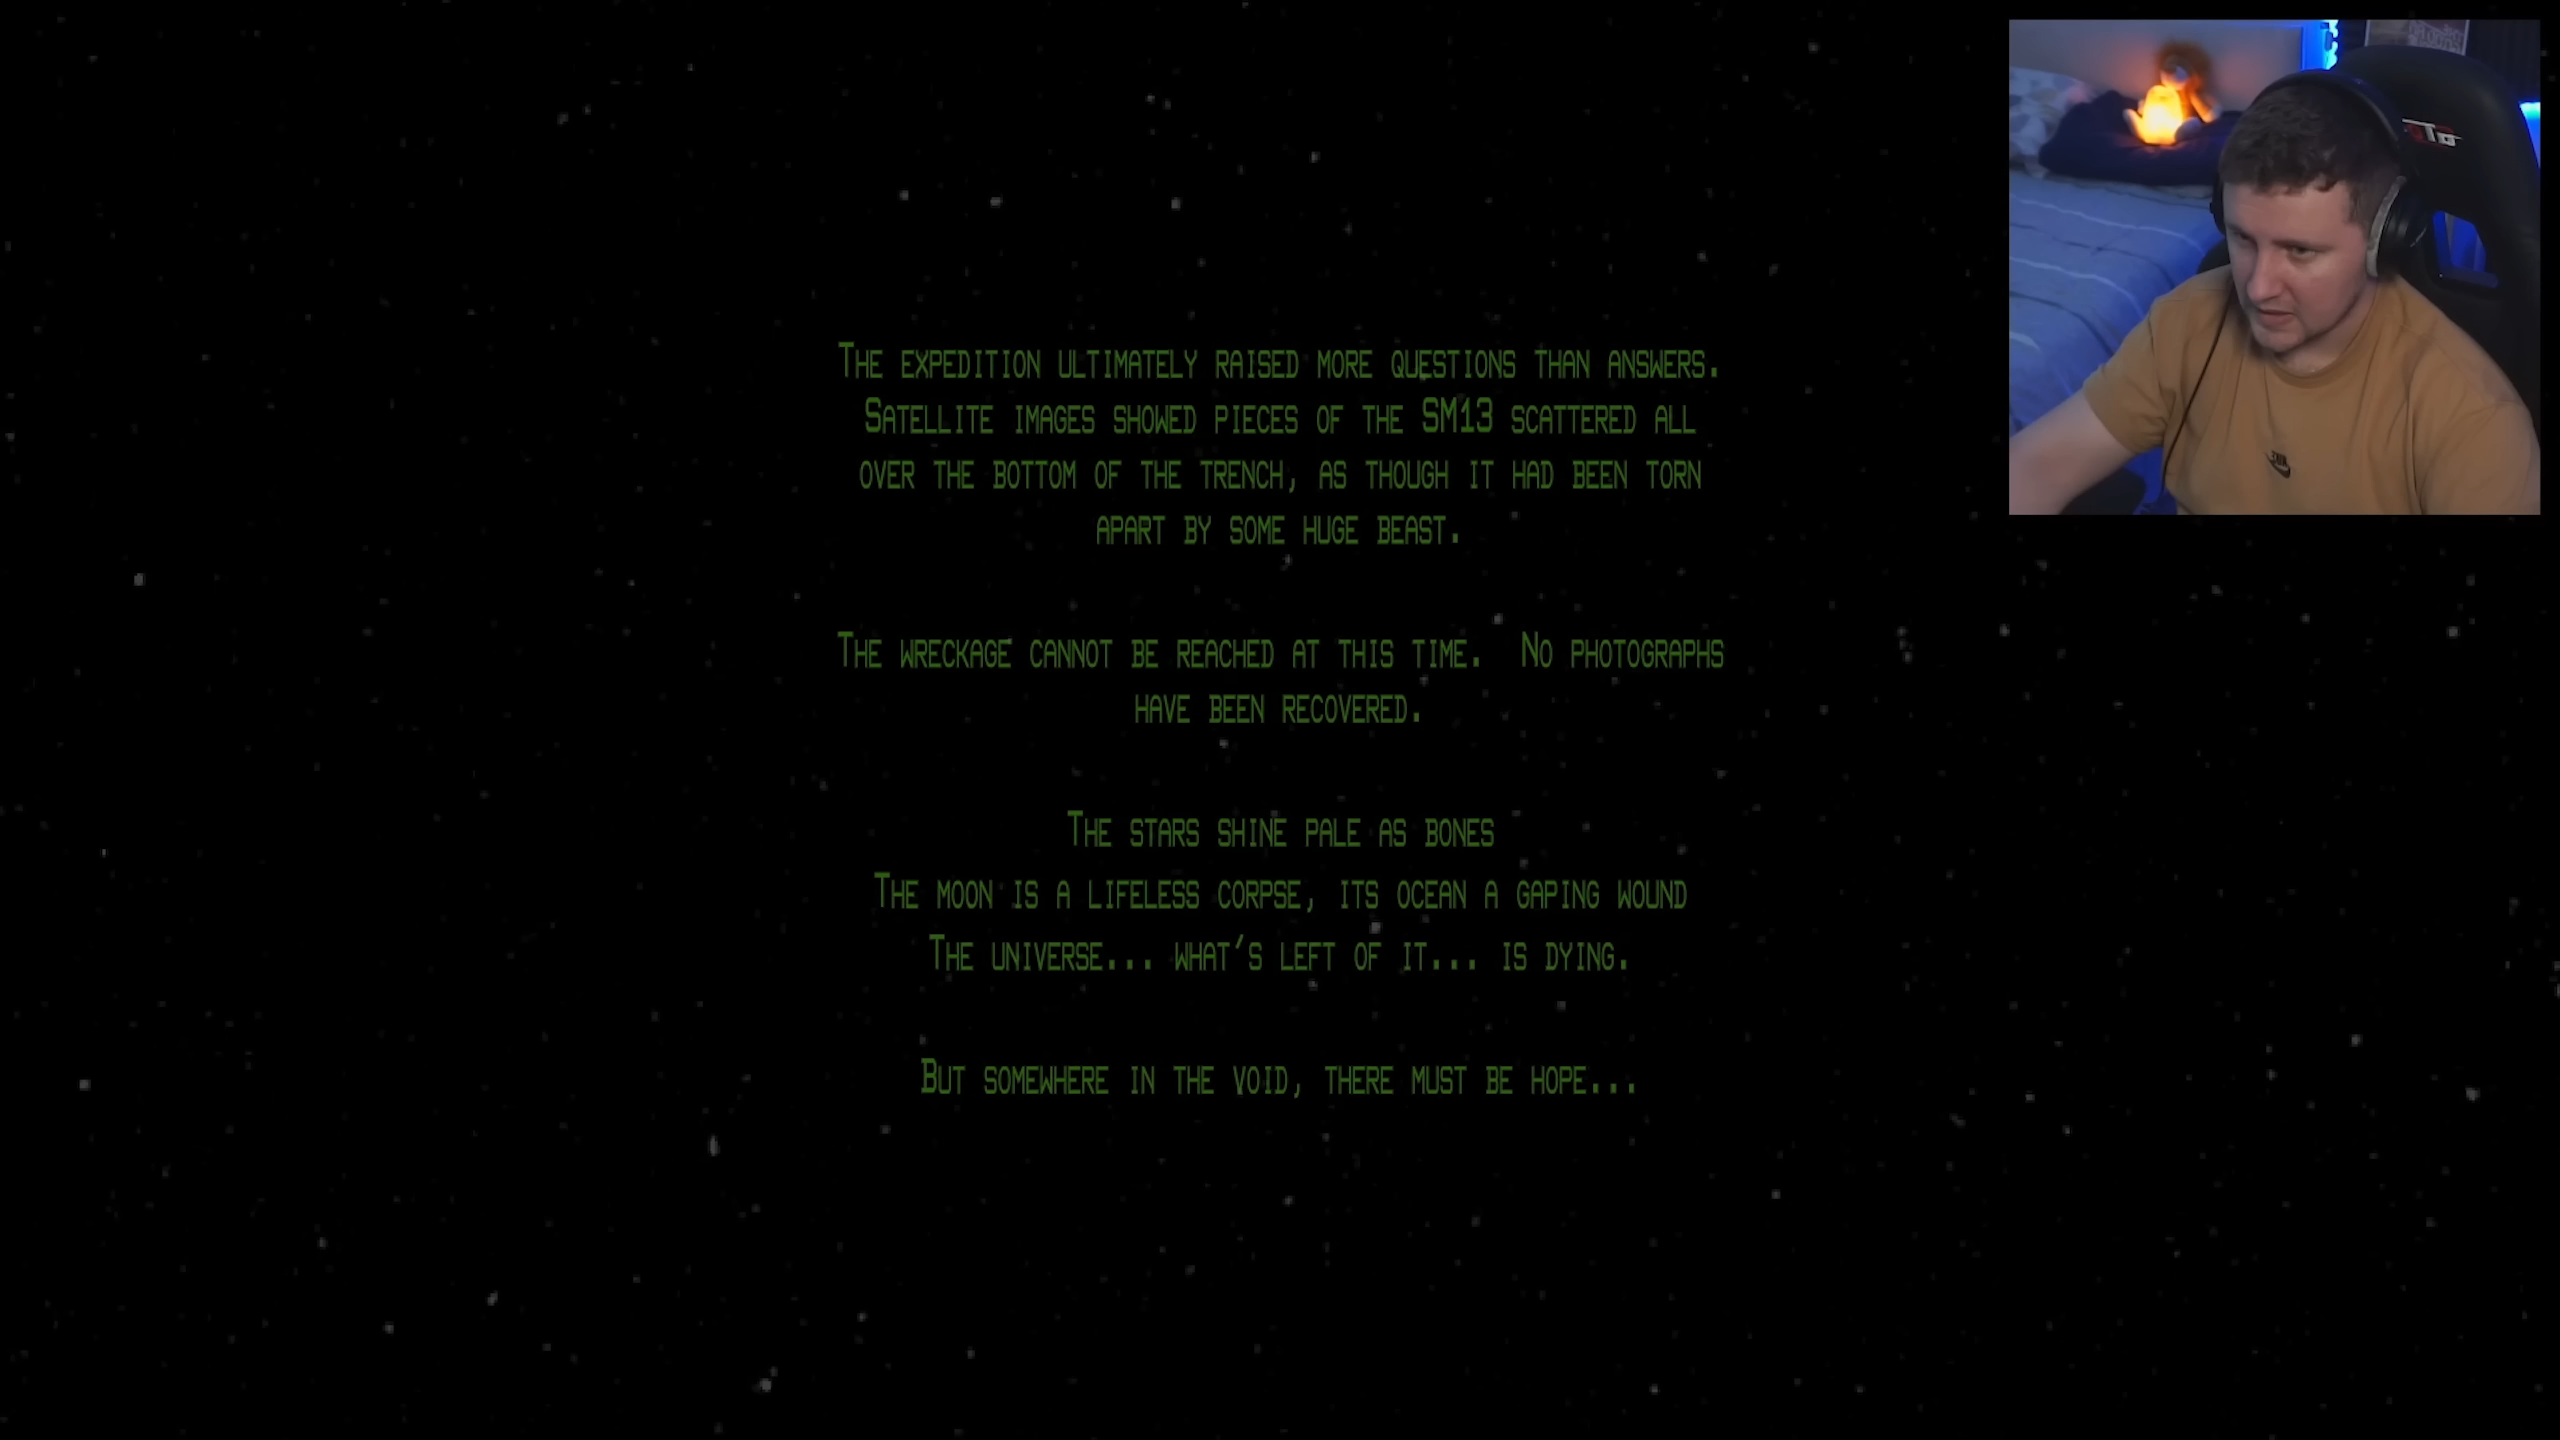 The expedition ultimately raised more questions than answers.
Satellite images showed pieces of the SM13 scattered all
over the bottom of the trench, as though it had been torn
apart by some huge beast.
The wreckage cannot be reached at this time.  No photographs
have been recovered.
The stars shine pale as bones
The moon is a lifeless corpse, its ocean a gaping wound
The universe... what's left of it... is dying.
But somewhere in the void, there must be hope...